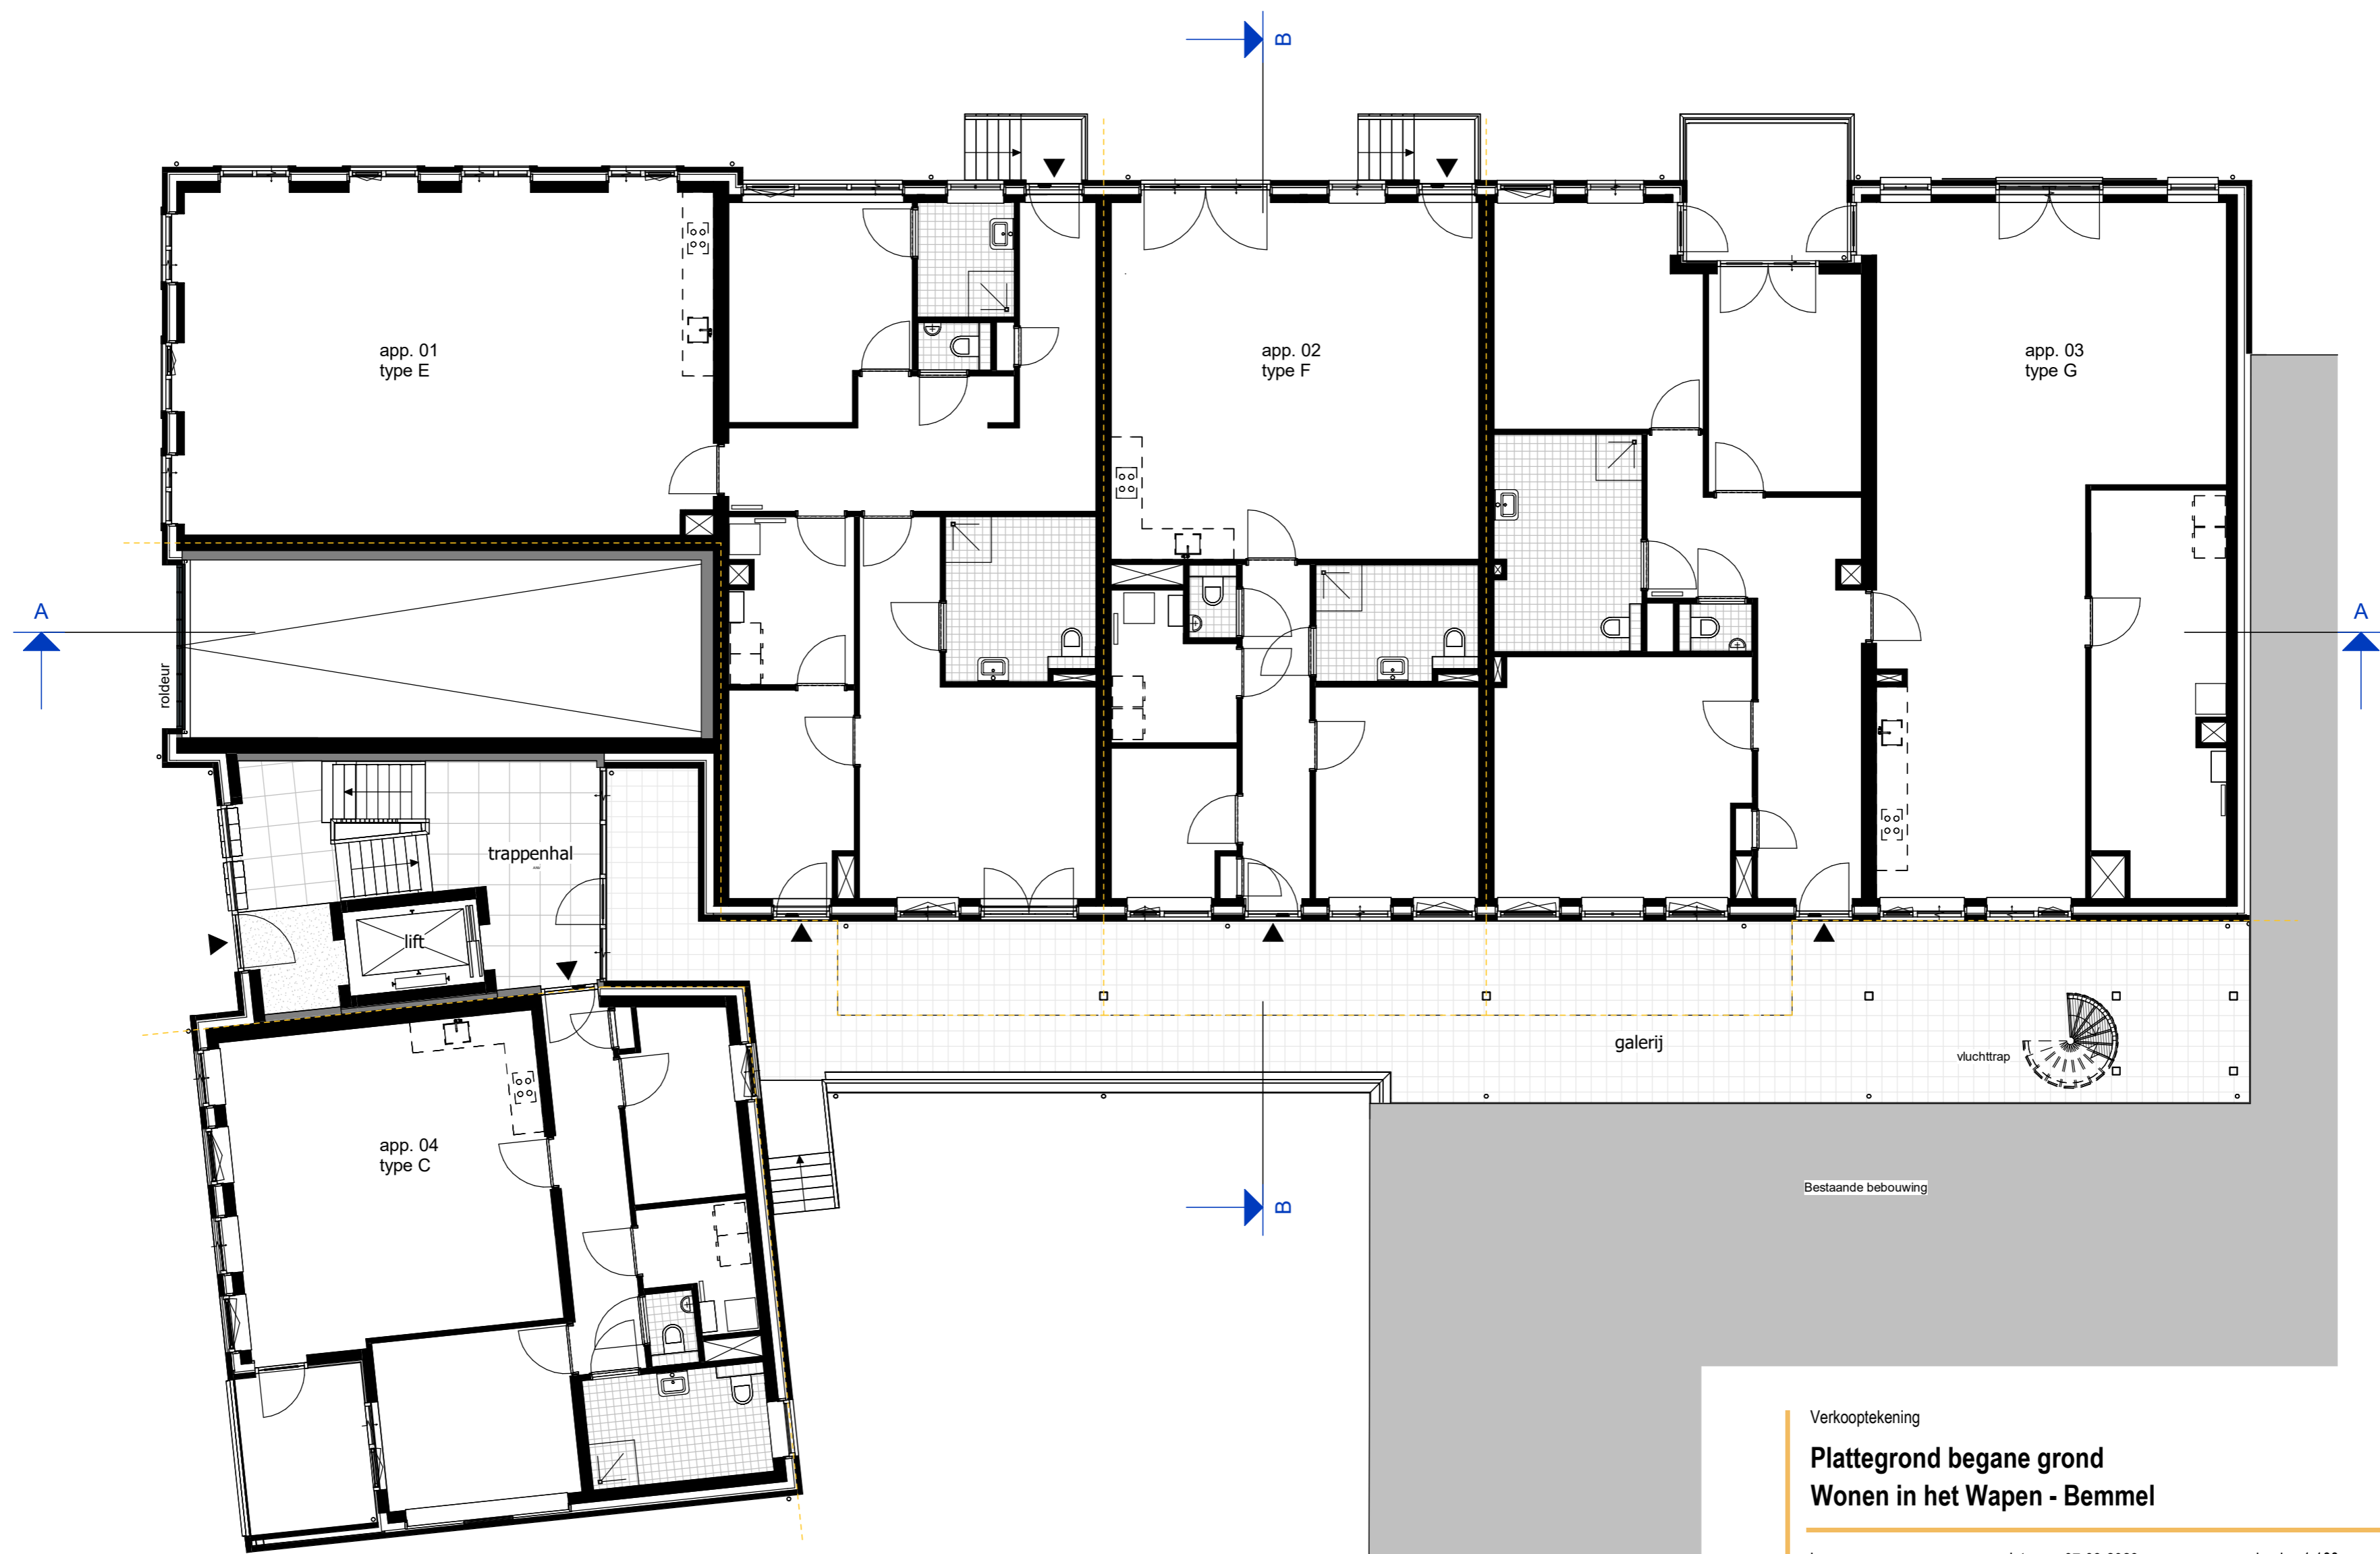 B
app. 01
type E
app. 02
type F
app. 03
type G
A
A
roldeur
trappenhal
lift
galerij
vluchttrap
app. 04
type C
Bestaande bebouwing
B
Verkooptekening
Plattegrond begane grond
Wonen in het Wapen - Bemmel